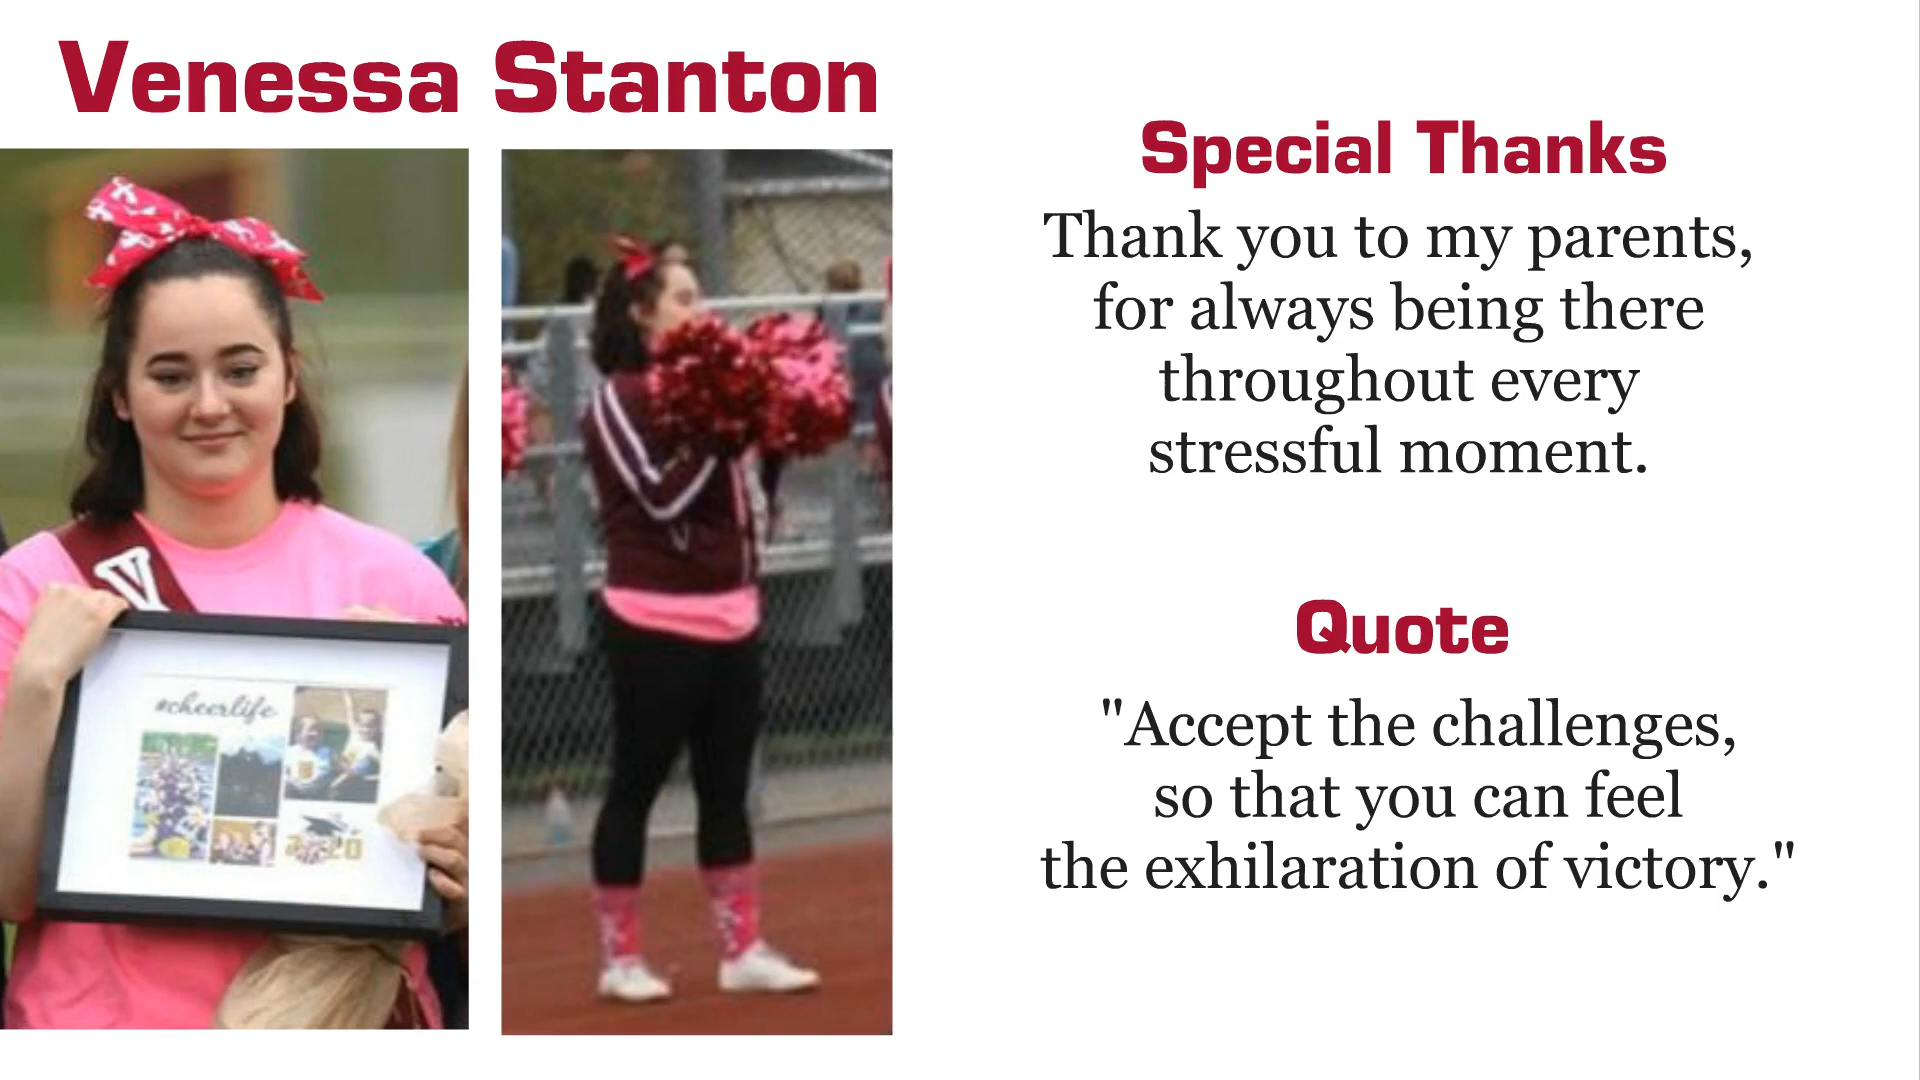 Venessa Stanton
Special Thanks
Thank you to my parents,
for always being there
throughout every
stressful moment.
Quote
"Accept the challenges,
so that you can feel
the exhilaration of victory."
V
#cheerlife